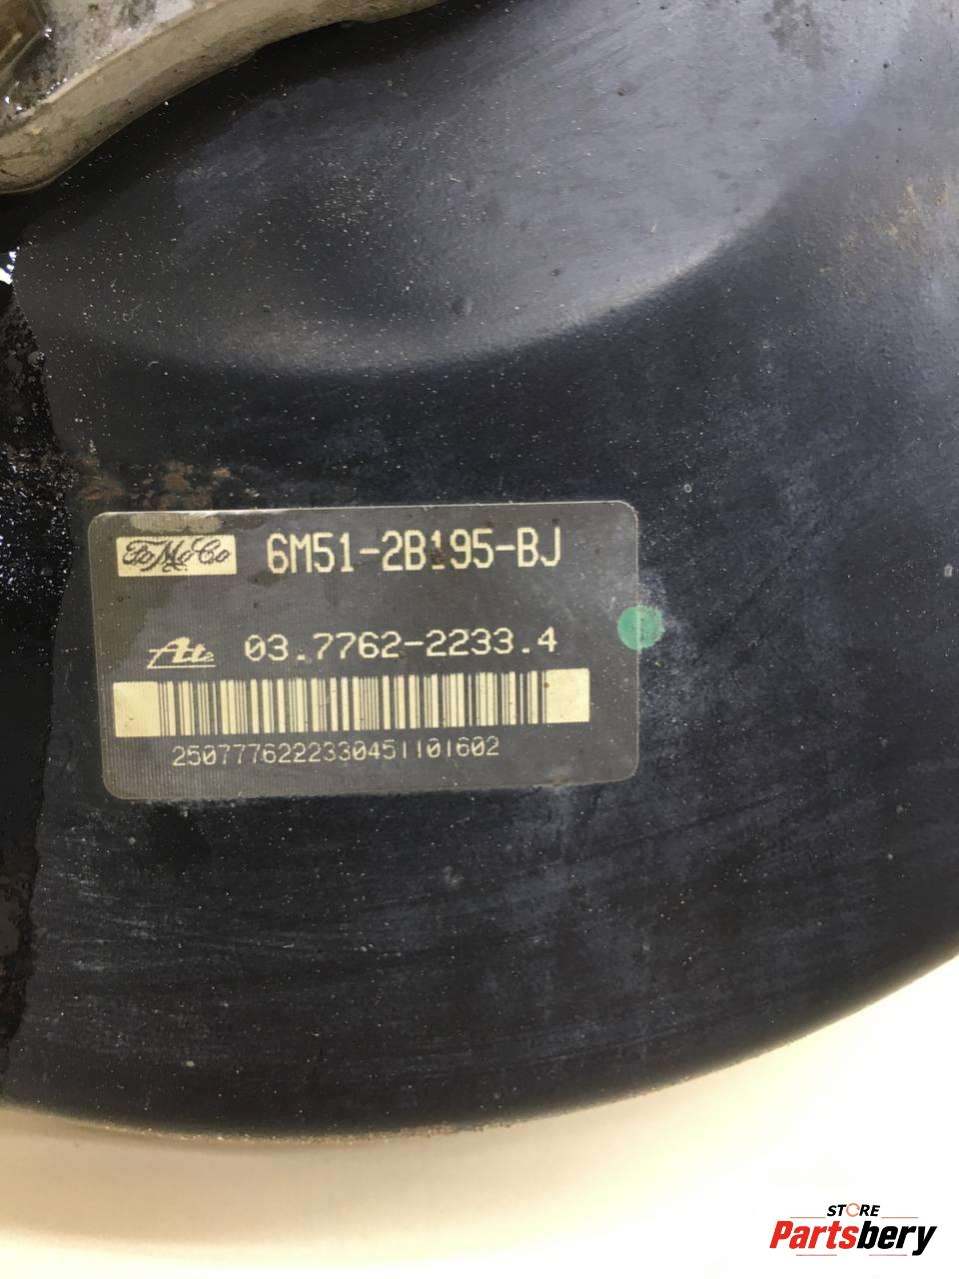 FoMoCo 6M51-2B195-BJ
Ate 03.7762-2233.4
2507776222330451101602
STORE
Partsbery